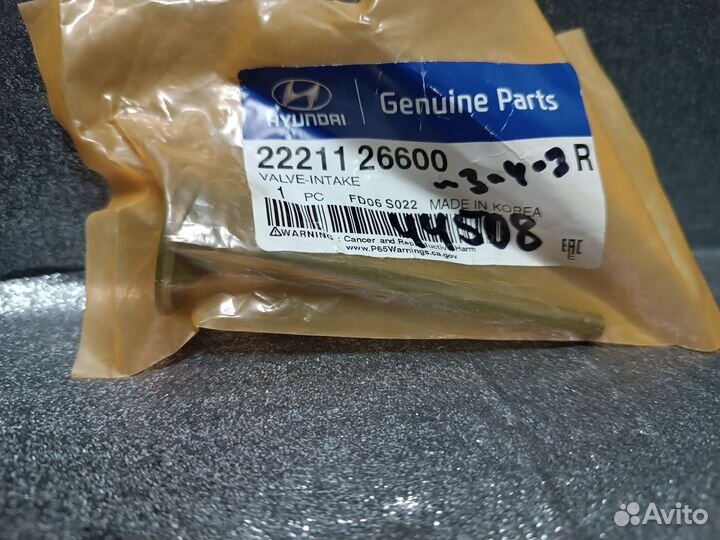 HYUNDAI
Genuine Parts
22211 26600 R
-3-4-3
VALVE-INTAKE
1 PC FD06 S022 MADE IN KOREA
44508
WARNING : Cancer and Reproductive Harm
www.P65Warnings.ca.gov
EAC
E
Avito